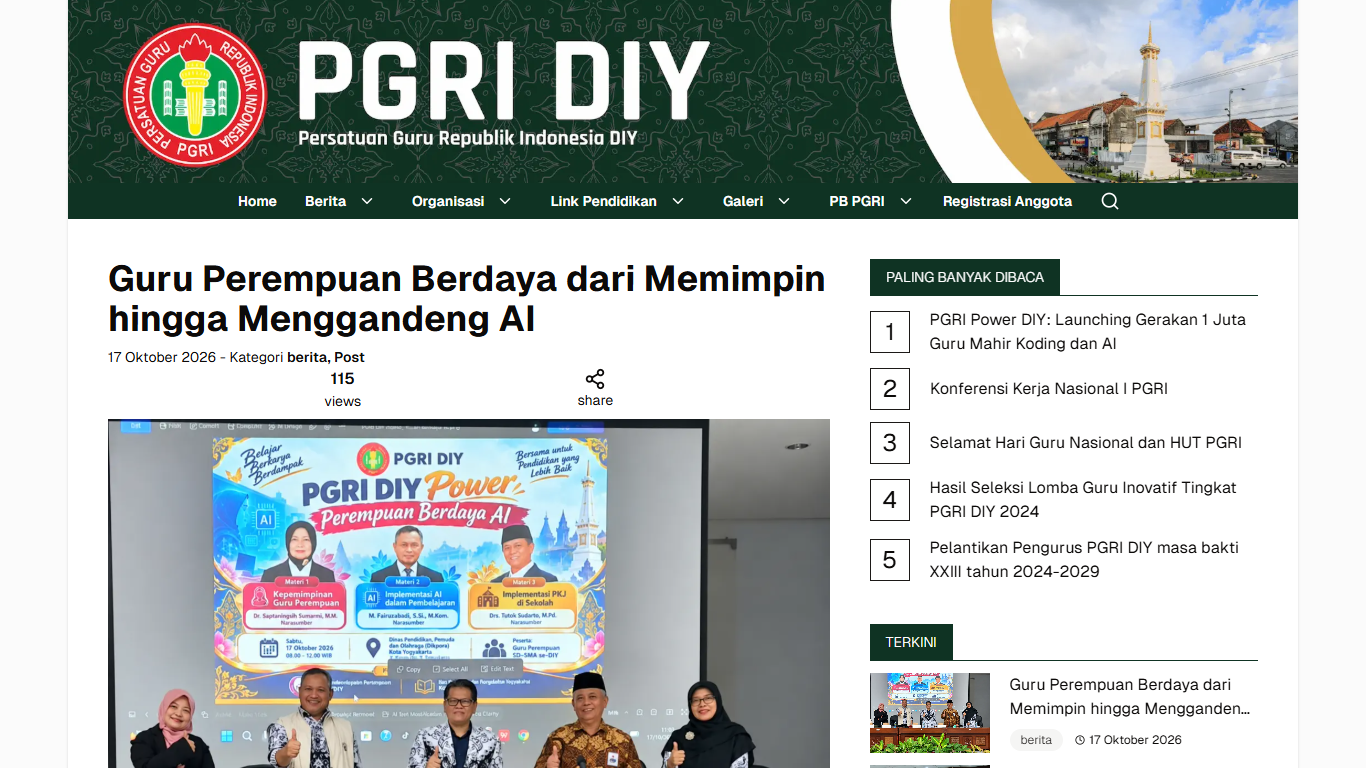 PERSATUAN GURU REPUBLIK INDONESIA
PGRI
PGRI DIY
Persatuan Guru Republik Indonesia DIY
Home Berita Organisasi Link Pendidikan Galeri PB PGRI Registrasi Anggota
Guru Perempuan Berdaya dari Memimpin
hingga Menggandeng AI
17 Oktober 2026 - Kategori berita, Post
115
views
share
Belajar
Berkarya
Berdampak
PGRI DIY
Bersama untuk
Pendidikan yang
Lebih Baik
PGRI DIY Power
Perempuan Berdaya AI
AI
Materi 1
Kepemimpinan
Guru Perempuan
Dr. Saptaningsih Sumarmi, M.M.
Narasumber
Materi 2
AI
Implementasi AI
dalam Pembelajaran
M. Fairuzabadi, S.Si., M.Kom.
Narasumber
Materi 3
Implementasi PKJ
di Sekolah
Drs. Tutok Sudarto, M.Pd.
Narasumber
Sabtu,
17 Oktober 2026
08.00 - 12.00 WIB
Dinas Pendidikan, Pemuda
dan Olahraga (Dikpora)
Kota Yogyakarta
Peserta:
Guru Perempuan
SD-SMA se-DIY
Copy Select All Edit Text
PALING BANYAK DIBACA
1 PGRI Power DIY: Launching Gerakan 1 Juta
Guru Mahir Koding dan AI
2 Konferensi Kerja Nasional I PGRI
3 Selamat Hari Guru Nasional dan HUT PGRI
4 Hasil Seleksi Lomba Guru Inovatif Tingkat
PGRI DIY 2024
5 Pelantikan Pengurus PGRI DIY masa bakti
XXIII tahun 2024-2029
TERKINI
Guru Perempuan Berdaya dari
Memimpin hingga Mengganden...
berita 17 Oktober 2026